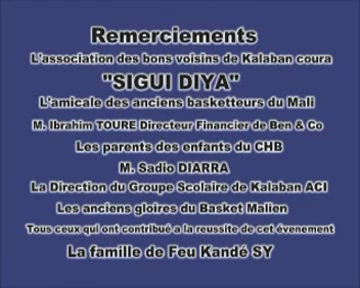 Remerciements
L'association des bons voisins de Kalaban coura
"SIGUI DIYA"
L'amicale des anciens basketteurs du Mali
M. Ibrahim TOURE Directeur Financier de Ben & Co
Les parents des enfants du CHB
M. Sadio DIARRA
La Direction du Groupe Scolaire de Kalaban ACI
Les anciens gloires du Basket Malien
Tous ceux qui ont contribué a la reussite de cet évenement
La famille de Feu Kandé SY